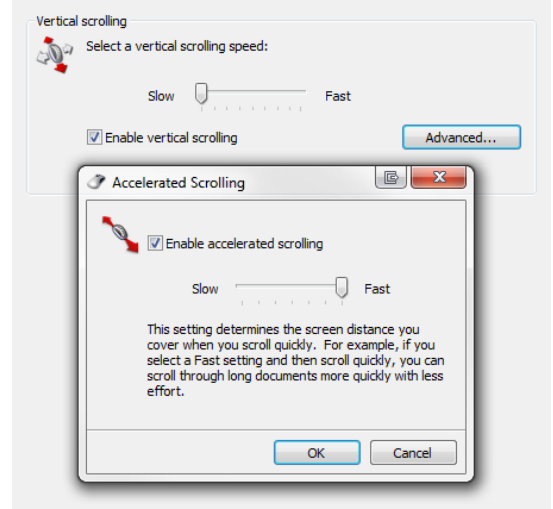 Vertical scrolling
Select a vertical scrolling speed:
Slow Fast
Enable vertical scrolling Advanced...
Accelerated Scrolling
Enable accelerated scrolling
Slow Fast
This setting determines the screen distance you
cover when you scroll quickly. For example, if you
select a Fast setting and then scroll quickly, you can
scroll through long documents more quickly with less
effort.
OK Cancel